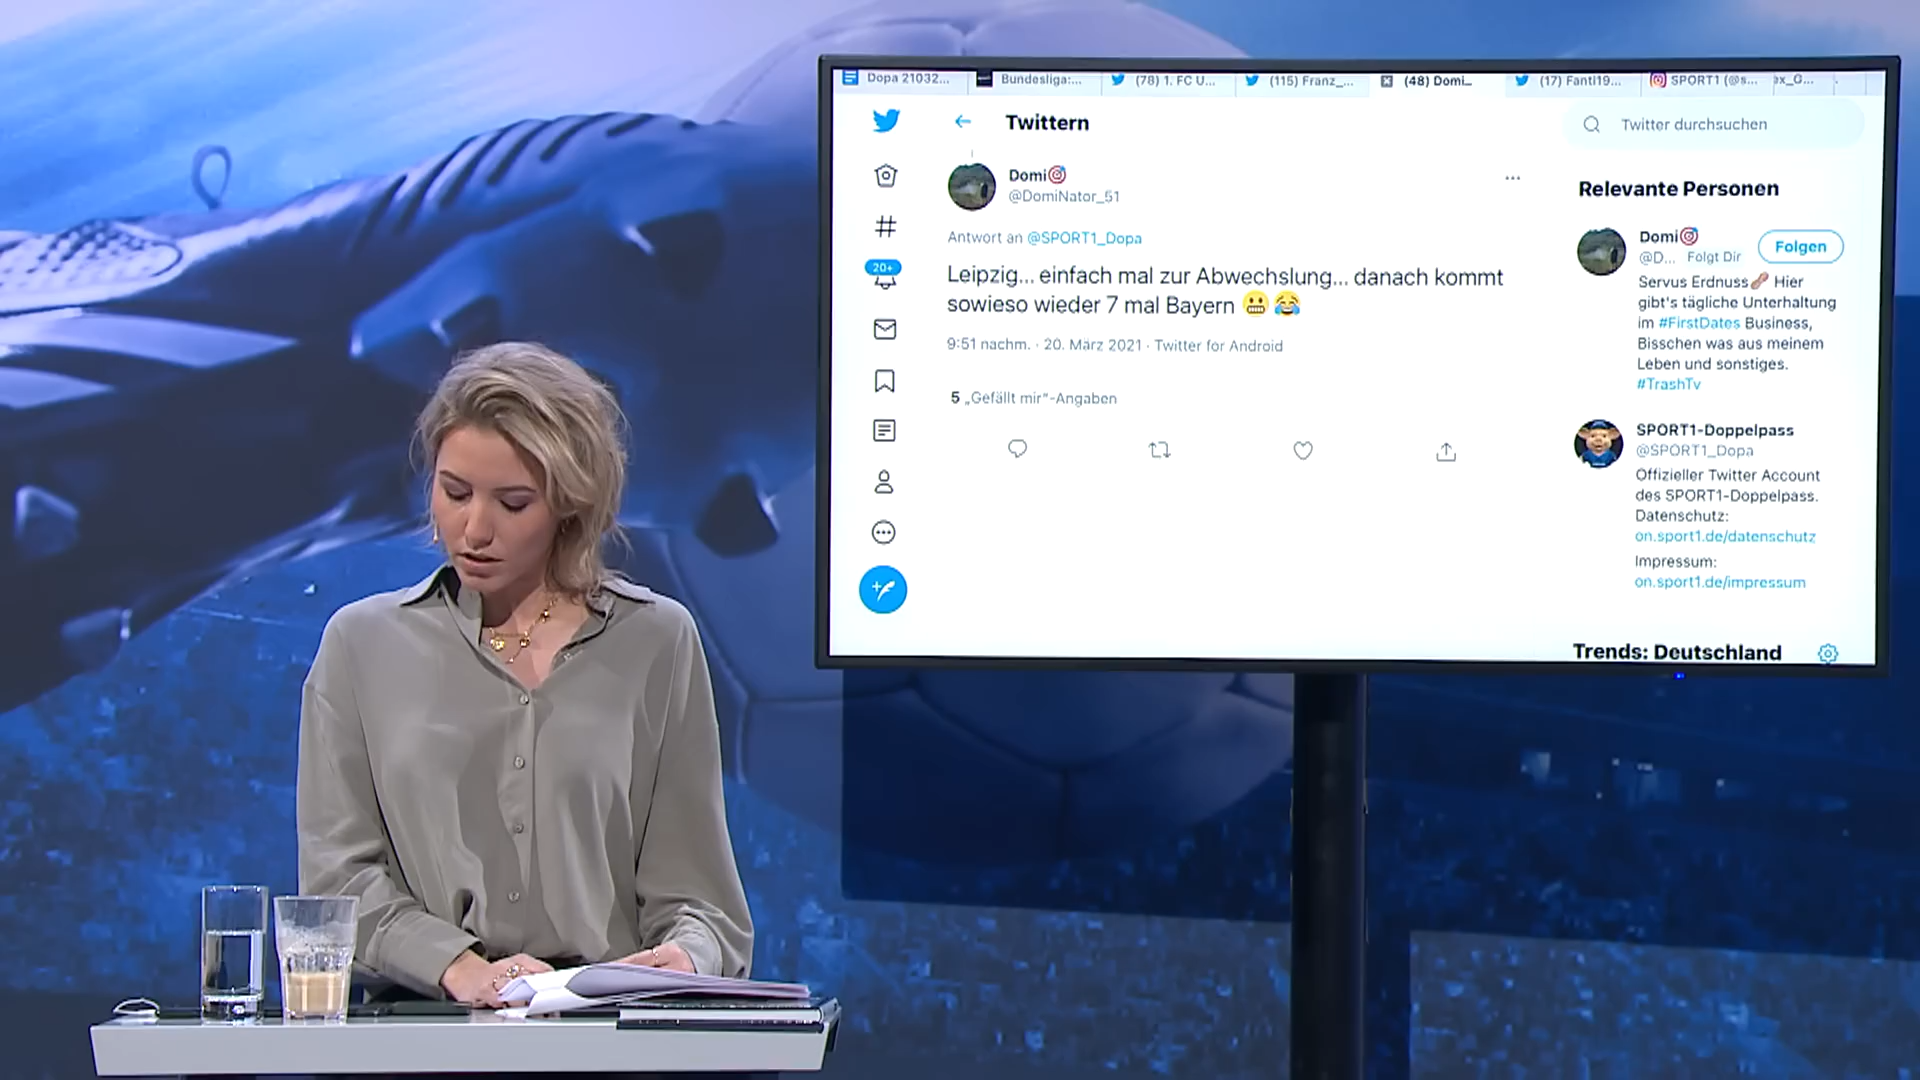 Dopa 21032...
Bundesliga:...
(78) 1. FC U...
(115) Franz_...
(48) Domi...
(17) Fanti19...
SPORT1 (@s...
Twittern
Twitter durchsuchen
Domi
@DomiNator_51
Antwort an @SPORT1_Dopa
Leipzig... einfach mal zur Abwechslung... danach kommt
sowieso wieder 7 mal Bayern 😬😂
9:51 nachm. · 20. März 2021 · Twitter for Android
5 „Gefällt mir“-Angaben
20+
Relevante Personen
Domi
@D... Folgt Dir
Folgen
Servus Erdnuss🥜 Hier
gibt's tägliche Unterhaltung
im #FirstDates Business,
Bisschen was aus meinem
Leben und sonstiges.
#TrashTv
SPORT1-Doppelpass
@SPORT1_Dopa
Offizieller Twitter Account
des SPORT1-Doppelpass.
Datenschutz:
on.sport1.de/datenschutz
Impressum:
on.sport1.de/impressum
Trends: Deutschland